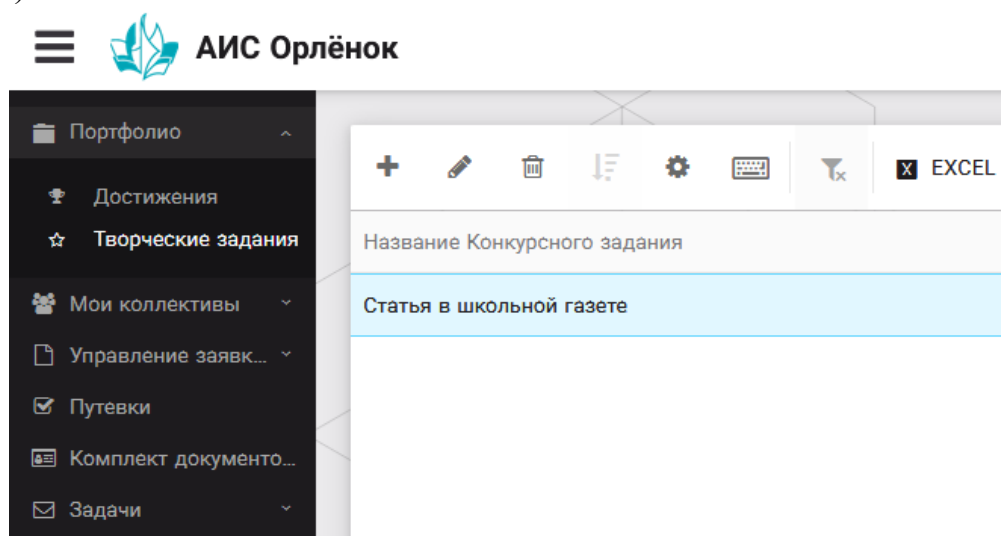 )
АИС Орлёнок
Портфолио
Достижения
Творческие задания
Мои коллективы
Управление заявк...
Путевки
Комплект документо...
Задачи
X EXCEL
Название Конкурсного задания
Статья в школьной газете